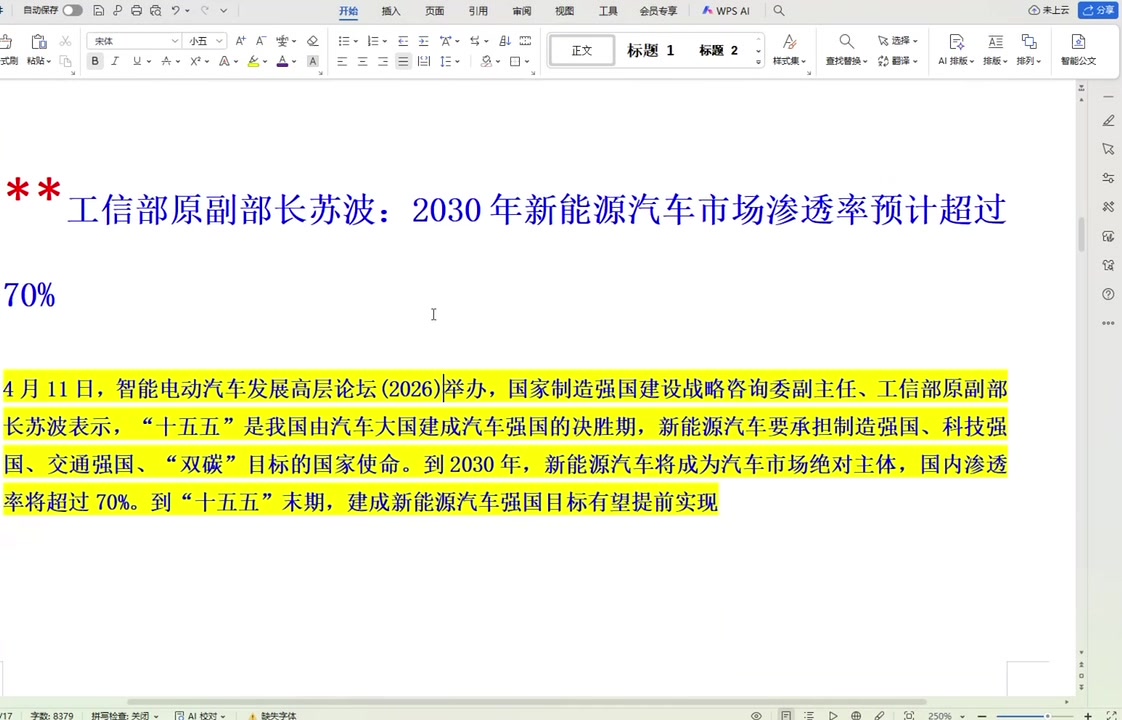 自动保存
开始 插入 页面 引用 审阅 视图 工具 会员专享 WPS AI
未上云 分享
式刷 粘贴 宋体 小五 正文 标题 1 标题 2 样式集 查找替换 选择 翻译 AI 排版 排版 排列 智能公文
**工信部原副部长苏波：2030 年新能源汽车市场渗透率预计超过
70%
4 月 11 日，智能电动汽车发展高层论坛(2026)举办，国家制造强国建设战略咨询委副主任、工信部原副部
长苏波表示，“十五五”是我国由汽车大国建成汽车强国的决胜期，新能源汽车要承担制造强国、科技强
国、交通强国、“双碳”目标的国家使命。到 2030 年，新能源汽车将成为汽车市场绝对主体，国内渗透
率将超过 70%。到“十五五”末期，建成新能源汽车强国目标有望提前实现
/17 字数: 8379 拼写检查: 关闭 AI 校对 缺失字体 250%